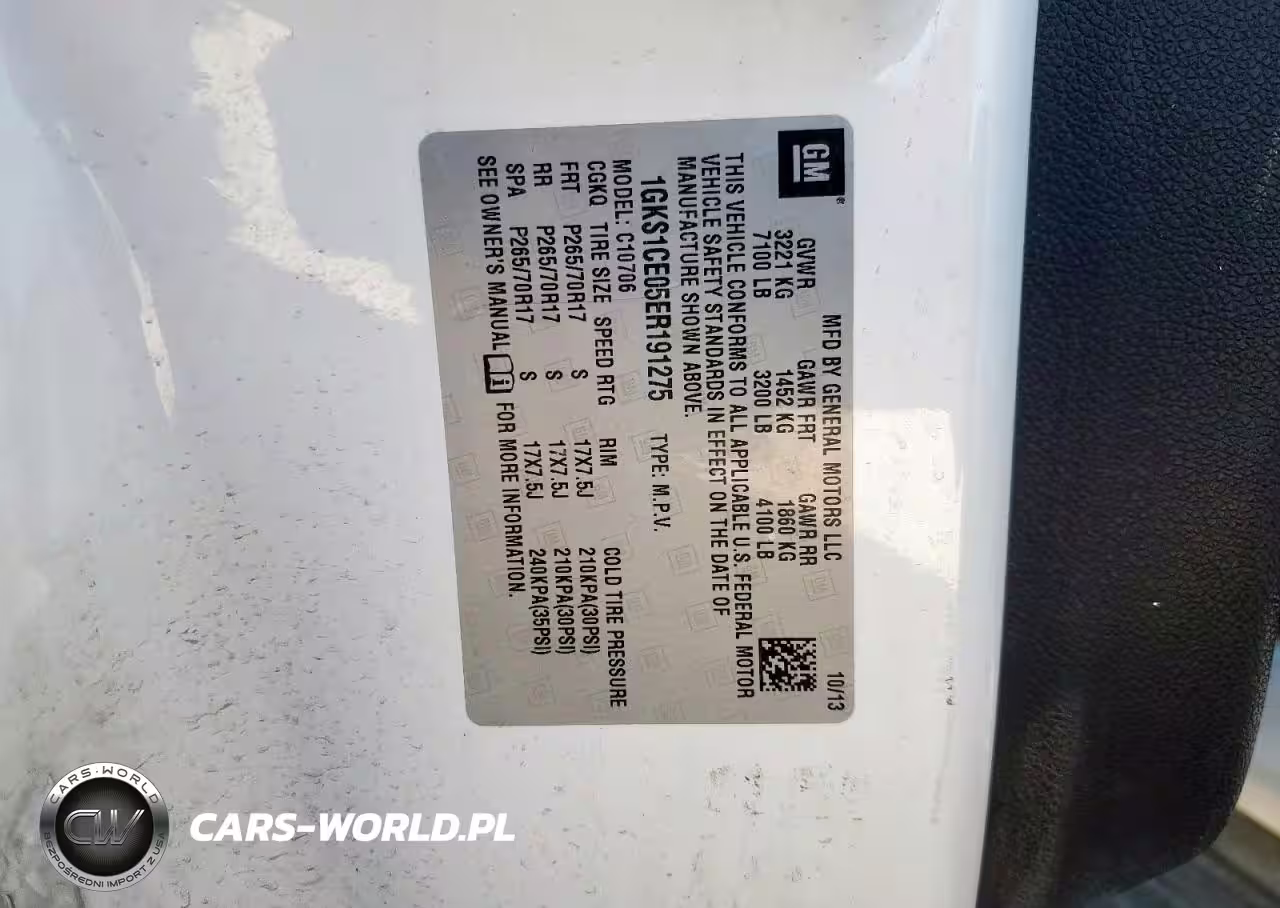 GM
MFD BY GENERAL MOTORS LLC 10/13
GVWR GAWR FRT GAWR RR
3221 KG 1452 KG 1860 KG
7100 LB 3200 LB 4100 LB
THIS VEHICLE CONFORMS TO ALL APPLICABLE U.S. FEDERAL MOTOR
VEHICLE SAFETY STANDARDS IN EFFECT ON THE DATE OF
MANUFACTURE SHOWN ABOVE.
1GKS1CE05ER191275 TYPE: M.P.V.
MODEL: C10706
CGKQ TIRE SIZE SPEED RTG RIM COLD TIRE PRESSURE
FRT P265/70R17 S 17X7.5J 210KPA(30PSI)
RR P265/70R17 S 17X7.5J 210KPA(30PSI)
SPA P265/70R17 S 17X7.5J 240KPA(35PSI)
SEE OWNER'S MANUAL i FOR MORE INFORMATION.
CARS-WORLD
CW
BEZPOŚREDNI IMPORT Z USA
CARS-WORLD.PL